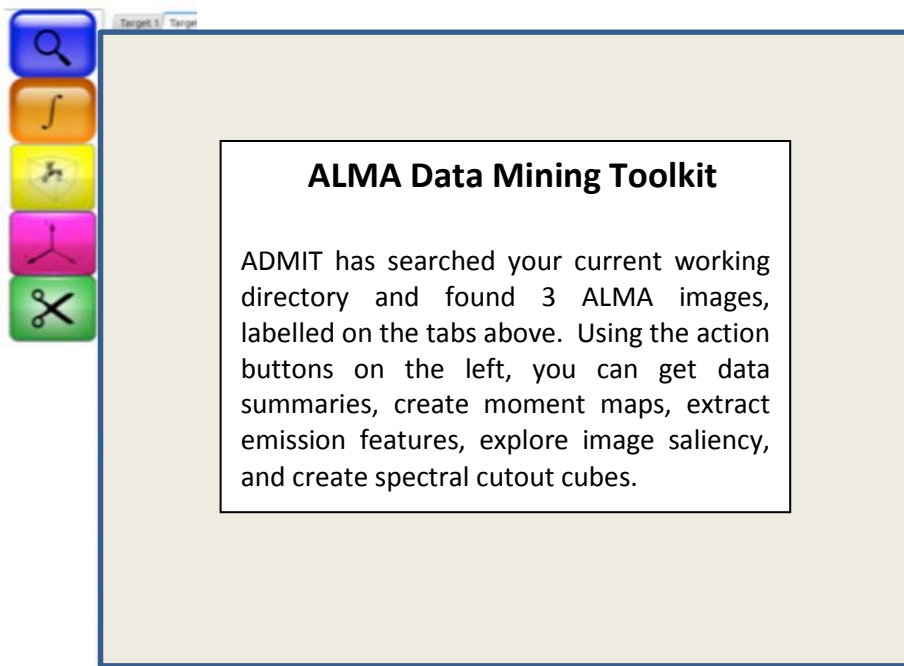 Target 1 Targe
ALMA Data Mining Toolkit
ADMIT has searched your current working
directory and found 3 ALMA images,
labelled on the tabs above. Using the action
buttons on the left, you can get data
summaries, create moment maps, extract
emission features, explore image saliency,
and create spectral cutout cubes.